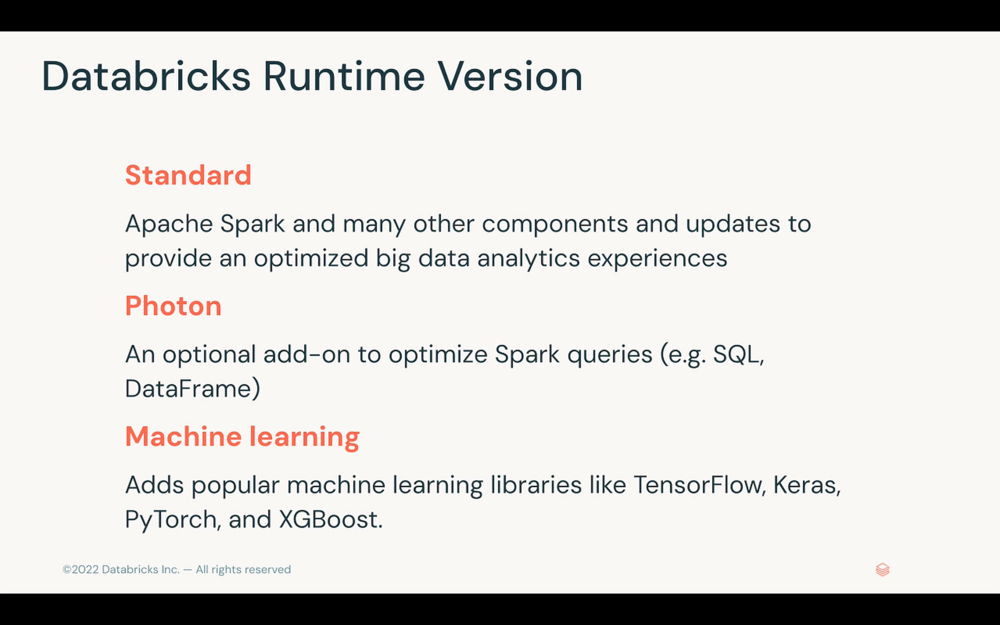 Databricks Runtime Version
Standard
Apache Spark and many other components and updates to
provide an optimized big data analytics experiences
Photon
An optional add-on to optimize Spark queries (e.g. SQL,
DataFrame)
Machine learning
Adds popular machine learning libraries like TensorFlow, Keras,
PyTorch, and XGBoost.
©2022 Databricks Inc. — All rights reserved